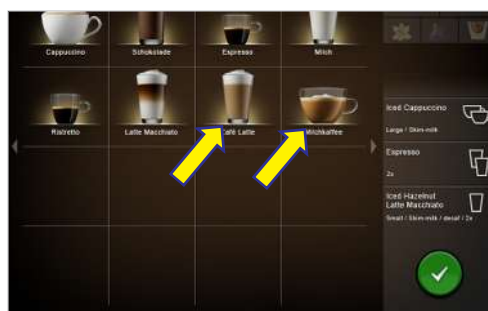 Cappuccino
Schokolade
Espresso
Milch
Ristretto
Latte Macchiato
Café Latte
Milchkaffee
Iced Cappuccino
Large / Skim-milk
Espresso
2x
Iced Hazelnut
Latte Macchiato
Small / Skim-milk / decaf / 2x